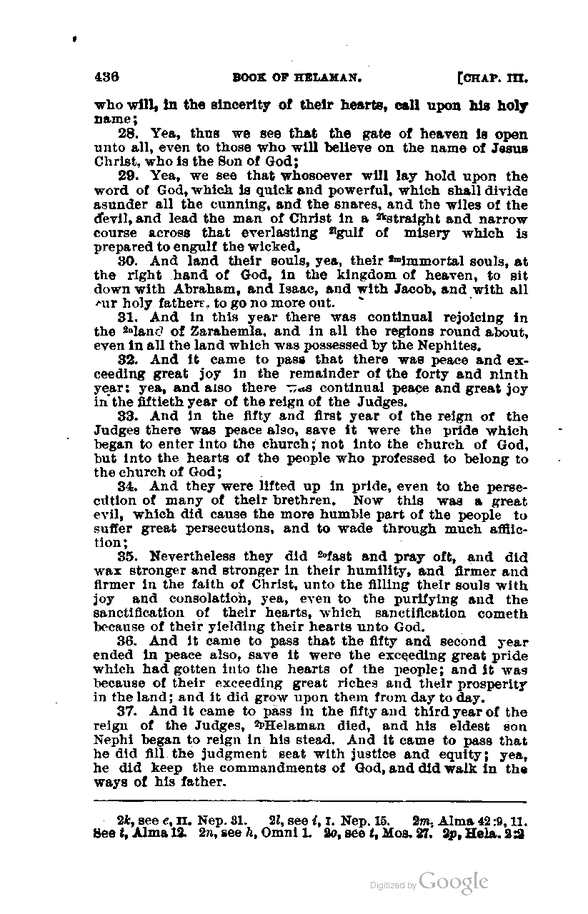 436 BOOK OF HELAMAN. [CHAP. III.
who will, in the sincerity of their hearts, call upon his holy
name;
28. Yea, thus we see that the gate of heaven is open
unto all, even to those who will believe on the name of Jesus
Christ, who is the Son of God;
29. Yea, we see that whosoever will lay hold upon the
word of God, which is quick and powerful, which shall divide
asunder all the cunning, and the snares, and the wiles of the
devil, and lead the man of Christ in a 2kstraight and narrow
course across that everlasting 2lgulf of misery which is
prepared to engulf the wicked,
30. And land their souls, yea, their 2mimmortal souls, at
the right hand of God, in the kingdom of heaven, to sit
down with Abraham, and Isaac, and with Jacob, and with all
our holy fathers, to go no more out.
31. And in this year there was continual rejoicing in
the 2nland of Zarahemla, and in all the regions round about,
even in all the land which was possessed by the Nephites.
32. And it came to pass that there was peace and ex-
ceeding great joy in the remainder of the forty and ninth
year; yea, and also there was continual peace and great joy
in the fiftieth year of the reign of the Judges.
33. And in the fifty and first year of the reign of the
Judges there was peace also, save it were the pride which
began to enter into the church; not into the church of God,
but into the hearts of the people who professed to belong to
the church of God;
34. And they were lifted up in pride, even to the perse-
cution of many of their brethren. Now this was a great
evil, which did cause the more humble part of the people to
suffer great persecutions, and to wade through much afflic-
tion;
35. Nevertheless they did 2ofast and pray oft, and did
wax stronger and stronger in their humility, and firmer and
firmer in the faith of Christ, unto the filling their souls with
joy and consolation, yea, even to the purifying and the
sanctification of their hearts, which sanctification cometh
because of their yielding their hearts unto God.
36. And it came to pass that the fifty and second year
ended in peace also, save it were the exceeding great pride
which had gotten into the hearts of the people; and it was
because of their exceeding great riches and their prosperity
in the land; and it did grow upon them from day to day.
37. And it came to pass in the fifty and third year of the
reign of the Judges, 2pHelaman died, and his eldest son
Nephi began to reign in his stead. And it came to pass that
he did fill the judgment seat with justice and equity; yea,
he did keep the commandments of God, and did walk in the
ways of his father.
2k, see e, II. Nep. 31. 2l, see i, I. Nep. 15. 2m, Alma 42:9, 11.
See t, Alma 12. 2n, see h, Omni 1. 2o, see t, Mos. 27. 2p, Hela. 2:2
Digitized by Google